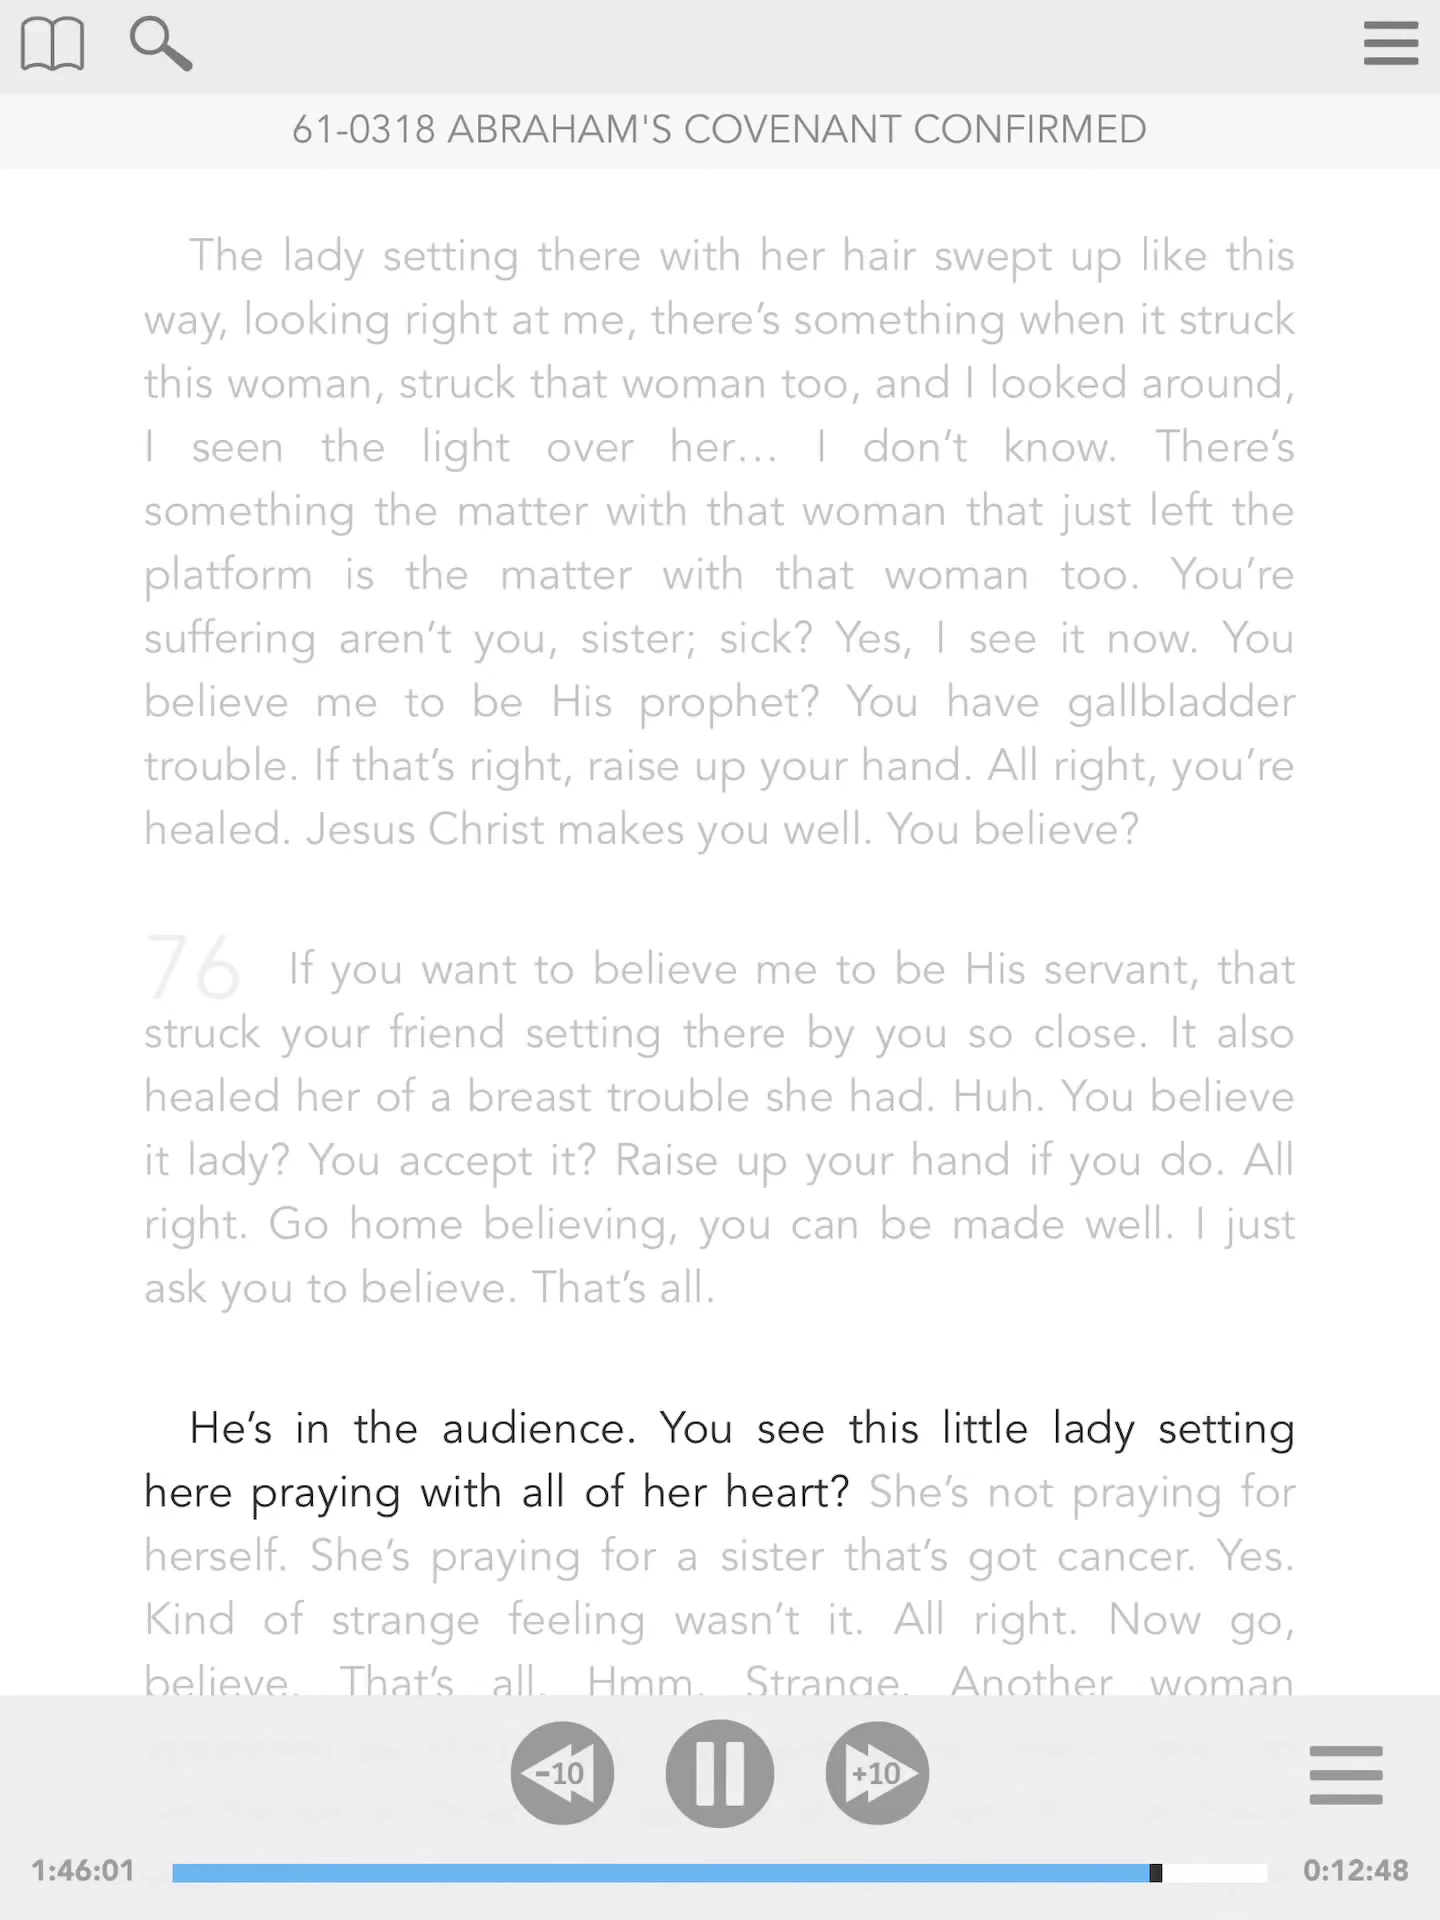 61-0318 ABRAHAM'S COVENANT CONFIRMED
The lady setting there with her hair swept up like this
way, looking right at me, there’s something when it struck
this woman, struck that woman too, and I looked around,
I seen the light over her… I don’t know. There’s
something the matter with that woman that just left the
platform is the matter with that woman too. You’re
suffering aren’t you, sister; sick? Yes, I see it now. You
believe me to be His prophet? You have gallbladder
trouble. If that’s right, raise up your hand. All right, you’re
healed. Jesus Christ makes you well. You believe?
76 If you want to believe me to be His servant, that
struck your friend setting there by you so close. It also
healed her of a breast trouble she had. Huh. You believe
it lady? You accept it? Raise up your hand if you do. All
right. Go home believing, you can be made well. I just
ask you to believe. That’s all.
He’s in the audience. You see this little lady setting
here praying with all of her heart? She’s not praying for
herself. She’s praying for a sister that’s got cancer. Yes.
Kind of strange feeling wasn’t it. All right. Now go,
believe. That’s all. Hmm. Strange. Another woman
-10 +10
1:46:01 0:12:48